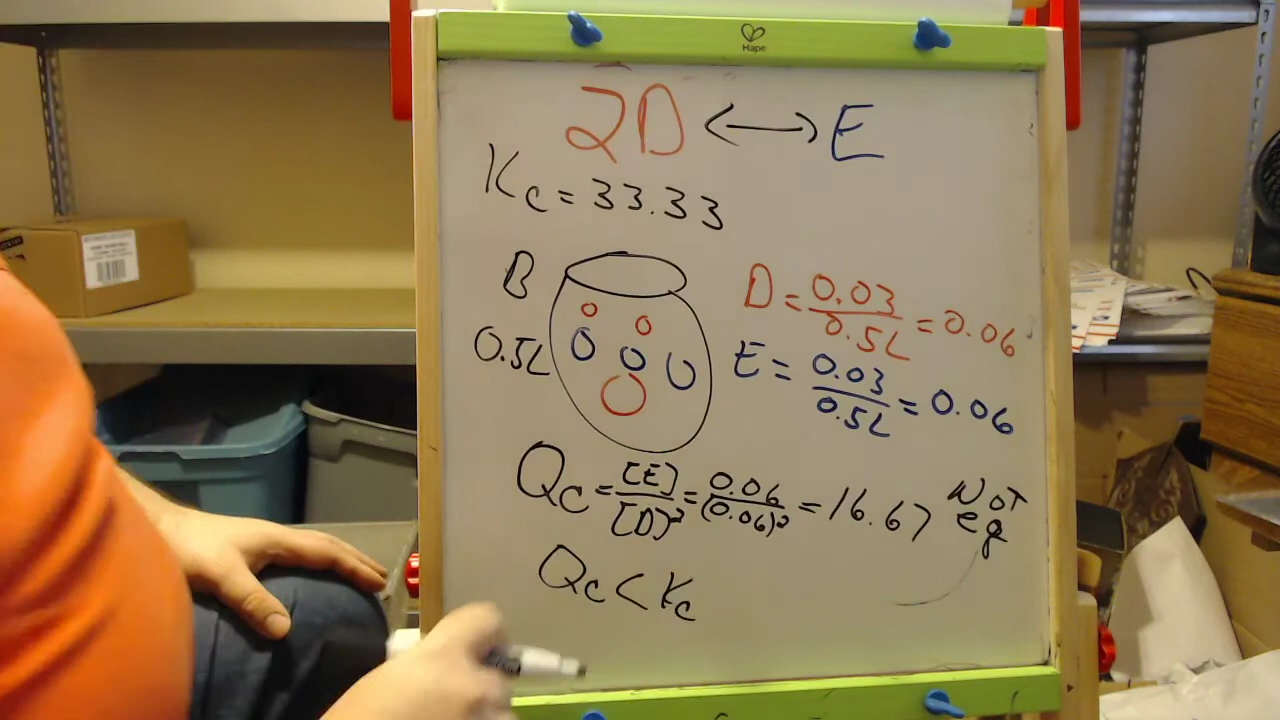 Hape
2D <--> E
Kc = 33.33
B
0.5L
D = 0.03/0.5L = 0.06
E = 0.03/0.5L = 0.06
Qc = [E]/[D]² = 0.06/(0.06)² = 16.67 NOT eq
Qc < Kc